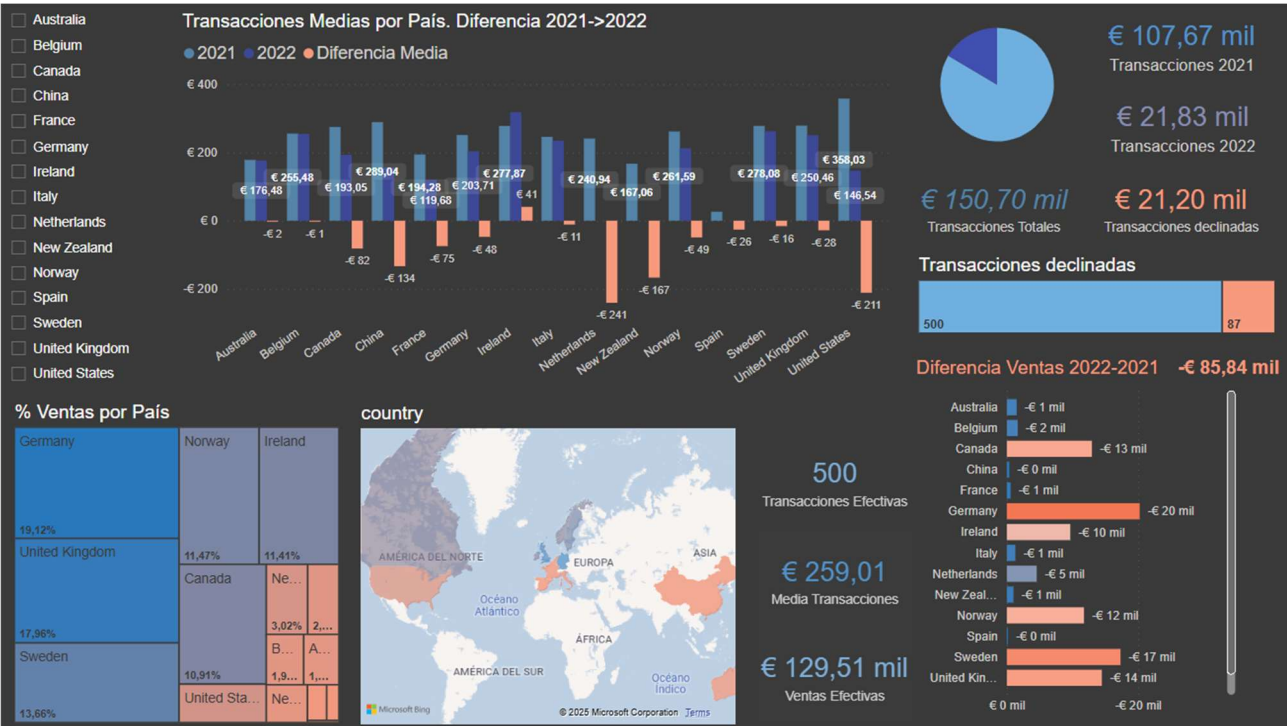 Australia
Belgium
Canada
China
France
Germany
Ireland
Italy
Netherlands
New Zealand
Norway
Spain
Sweden
United Kingdom
United States
Transacciones Medias por País. Diferencia 2021->2022
2021 2022 Diferencia Media
€ 400
€ 200
€ 0
-€ 200
€ 176,48
€ 255,48
€ 193,05
€ 289,04
€ 194,28
€ 119,68
€ 203,71
€ 277,87
€ 41
€ 240,94
€ 167,06
€ 261,59
€ 278,08
€ 250,46
€ 358,03
€ 146,54
-€ 2
-€ 1
-€ 82
-€ 134
-€ 75
-€ 48
-€ 11
-€ 241
-€ 167
-€ 49
-€ 26
-€ 16
-€ 28
-€ 211
Australia
Belgium
Canada
China
France
Germany
Ireland
Italy
Netherlands
New Zealand
Norway
Spain
Sweden
United Kingdom
United States
€ 107,67 mil
Transacciones 2021
€ 21,83 mil
Transacciones 2022
€ 150,70 mil
Transacciones Totales
€ 21,20 mil
Transacciones declinadas
Transacciones declinadas
500
87
Diferencia Ventas 2022-2021 -€ 85,84 mil
Australia -€ 1 mil
Belgium -€ 2 mil
Canada -€ 13 mil
China -€ 0 mil
France -€ 1 mil
Germany -€ 20 mil
Ireland -€ 10 mil
Italy -€ 1 mil
Netherlands -€ 5 mil
New Zeal... -€ 1 mil
Norway -€ 12 mil
Spain -€ 0 mil
Sweden -€ 17 mil
United Kin... -€ 14 mil
€ 0 mil -€ 20 mil
% Ventas por País
Germany
19,12%
United Kingdom
17,96%
Sweden
13,66%
Norway
11,47%
Ireland
11,41%
Canada
10,91%
United Sta...
Ne...
3,02%
2,...
B...
1,9...
A...
1,...
Ne...
country
AMÉRICA DEL NORTE
EUROPA
ASIA
Océano
Atlántico
ÁFRICA
AMÉRICA DEL SUR
Océano
Índico
Microsoft Bing
© 2025 Microsoft Corporation Terms
500
Transacciones Efectivas
€ 259,01
Media Transacciones
€ 129,51 mil
Ventas Efectivas